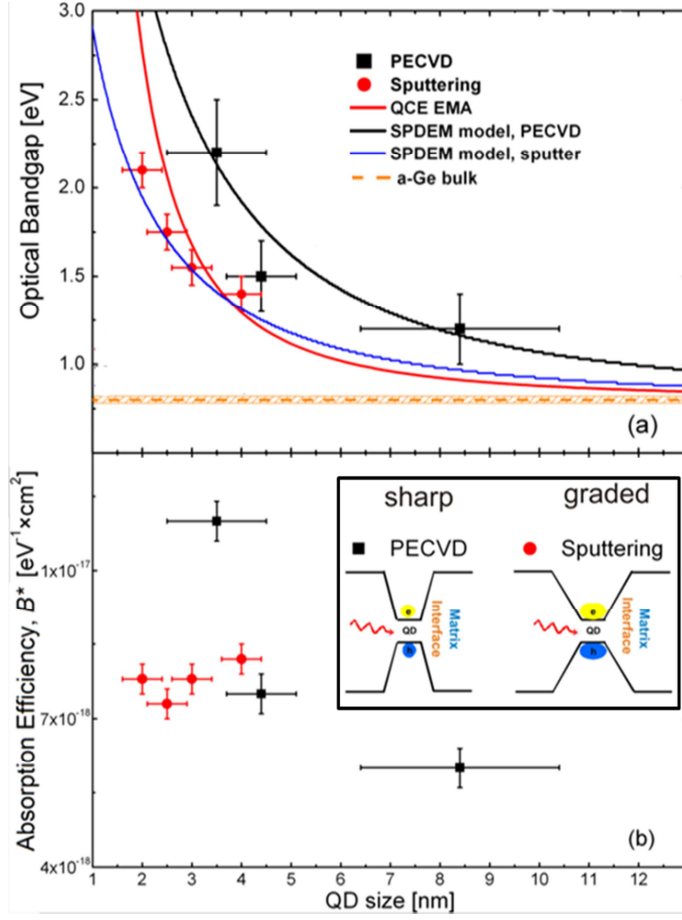 3.0
2.5
2.0
1.5
1.0
Optical Bandgap [eV]
PECVD
Sputtering
QCE EMA
SPDEM model, PECVD
SPDEM model, sputter
a-Ge bulk
(a)
Absorption Efficiency, B* [eV⁻¹×cm²]
1x10⁻¹⁷
7x10⁻¹⁸
4x10⁻¹⁸
sharp graded
PECVD Sputtering
e e
QD Interface Matrix QD Interface Matrix
h h
(b)
1 2 3 4 5 6 7 8 9 10 11 12
QD size [nm]